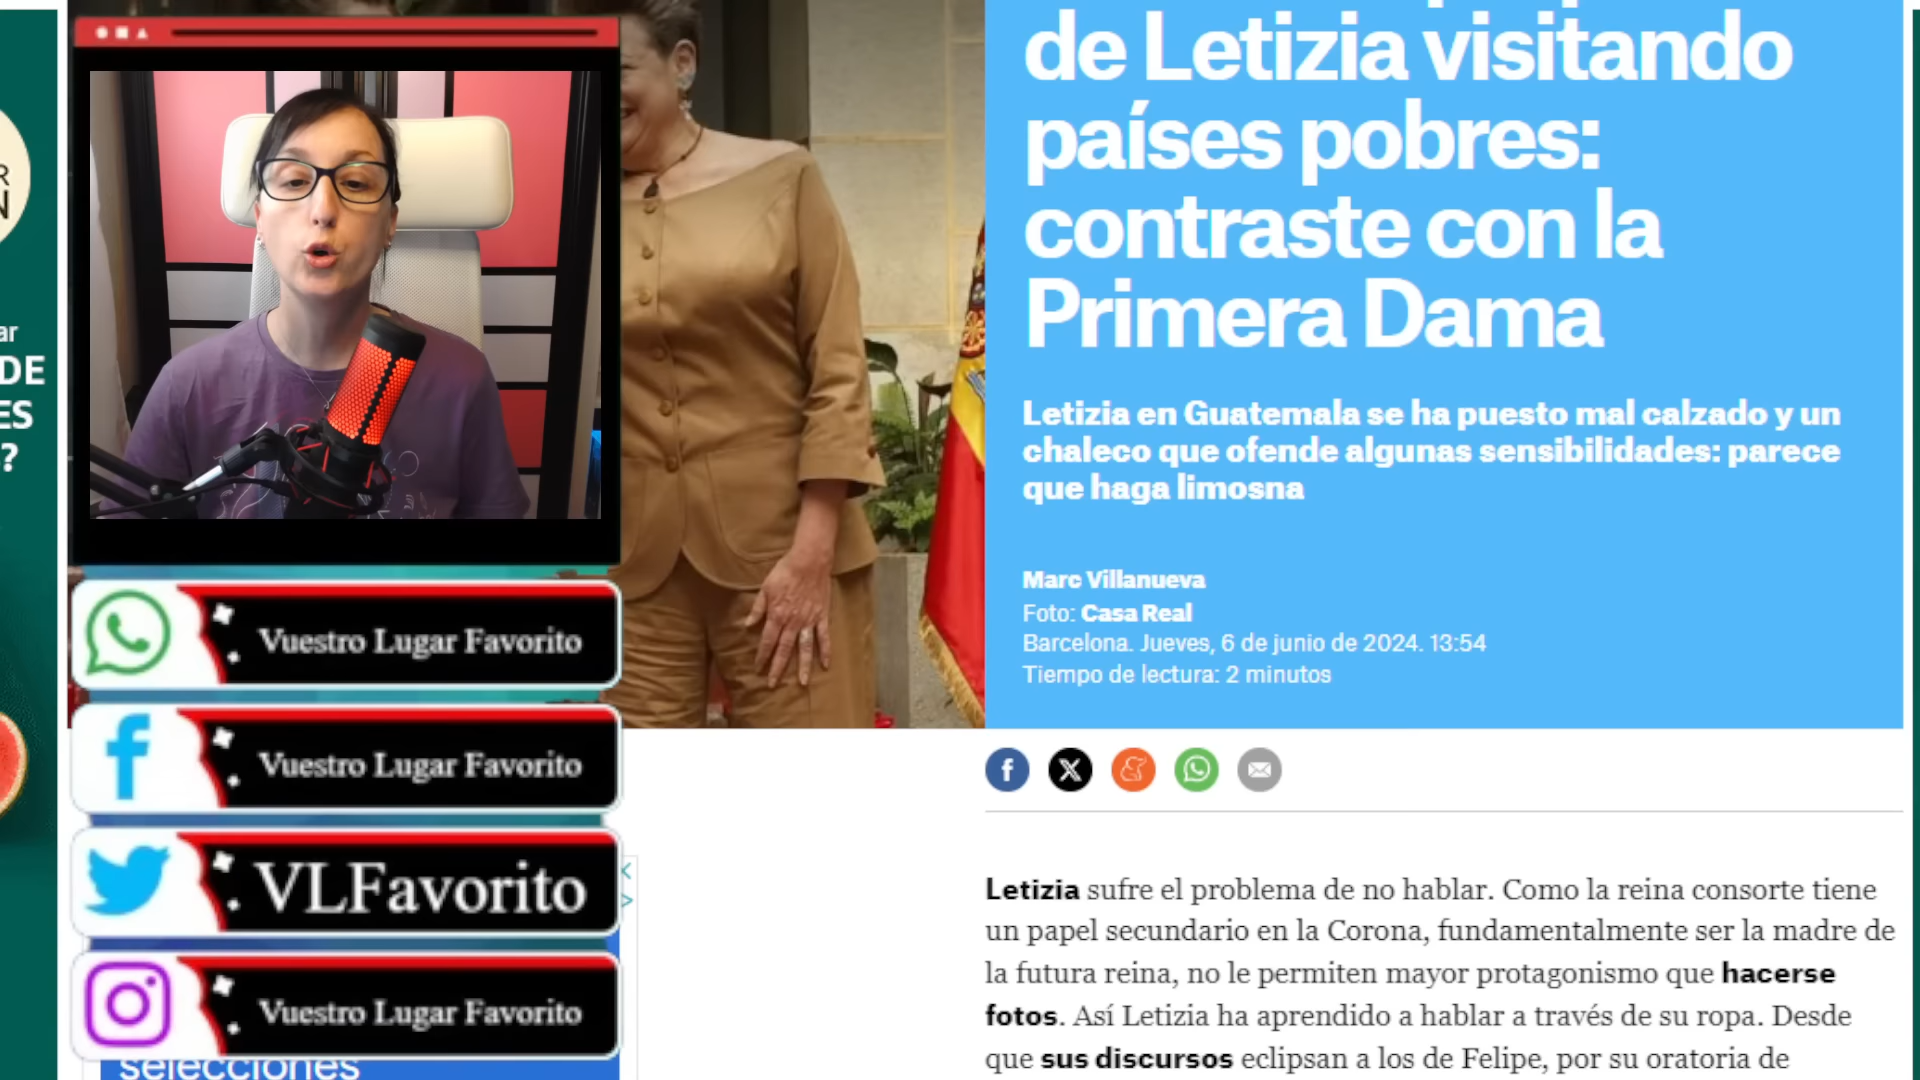 de Letizia visitando
países pobres:
contraste con la
Primera Dama
Letizia en Guatemala se ha puesto mal calzado y un
chaleco que ofende algunas sensibilidades: parece
que haga limosna
Marc Villanueva
Foto: Casa Real
Barcelona. Jueves, 6 de junio de 2024. 13:54
Tiempo de lectura: 2 minutos
Letizia sufre el problema de no hablar. Como la reina consorte tiene
un papel secundario en la Corona, fundamentalmente ser la madre de
la futura reina, no le permiten mayor protagonismo que hacerse
fotos. Así Letizia ha aprendido a hablar a través de su ropa. Desde
que sus discursos eclipsan a los de Felipe, por su oratoria de
Vuestro Lugar Favorito
Vuestro Lugar Favorito
VLFavorito
Vuestro Lugar Favorito
selecciones
R
N
ar
DE
ES
?